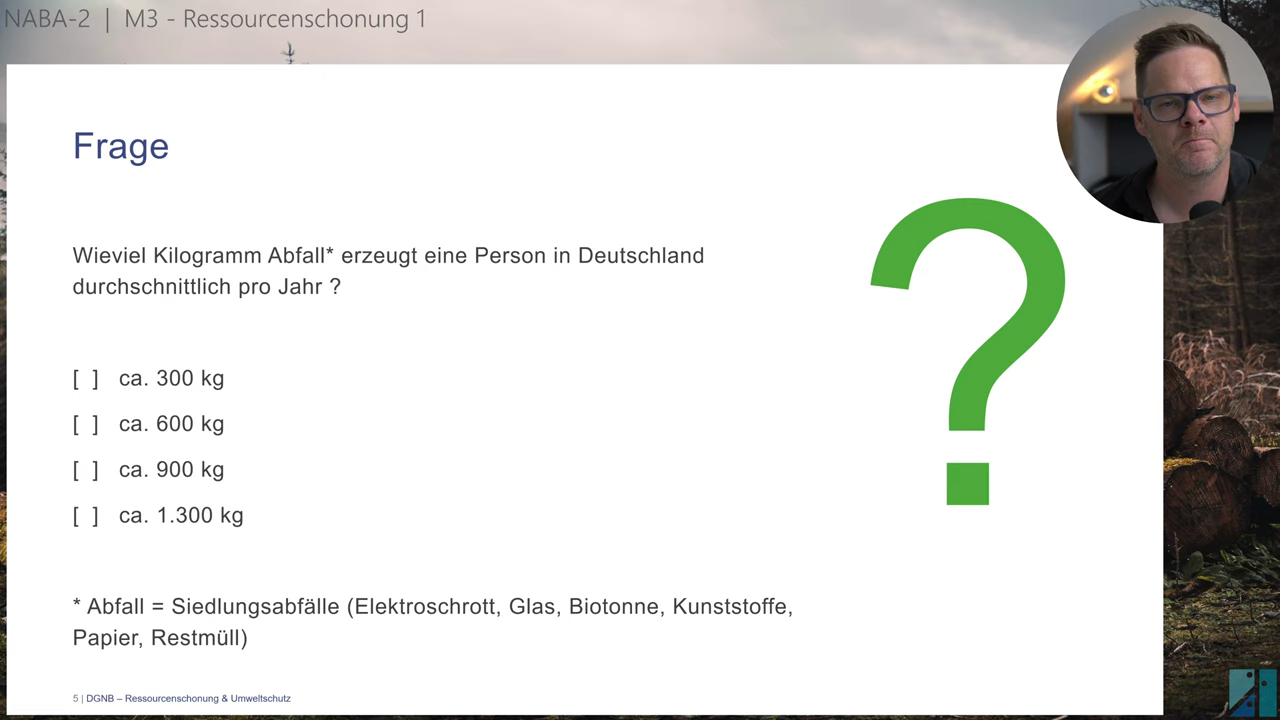 NABA-2 | M3 - Ressourcenschonung 1
Frage
Wieviel Kilogramm Abfall* erzeugt eine Person in Deutschland
durchschnittlich pro Jahr ?
[ ] ca. 300 kg
[ ] ca. 600 kg
[ ] ca. 900 kg
[ ] ca. 1.300 kg
?
* Abfall = Siedlungsabfälle (Elektroschrott, Glas, Biotonne, Kunststoffe,
Papier, Restmüll)
5 | DGNB – Ressourcenschonung & Umweltschutz